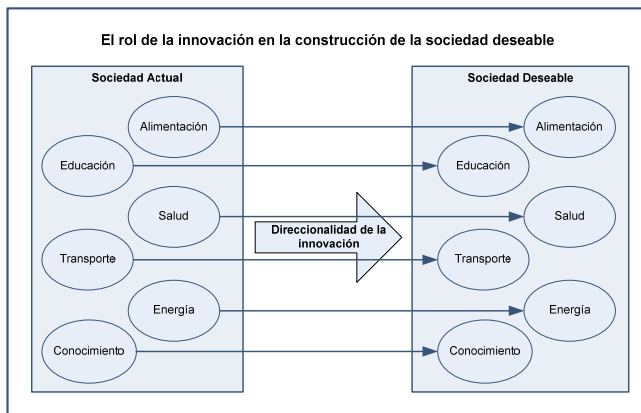 El rol de la innovación en la construcción de la sociedad deseable
Sociedad Actual
Sociedad Deseable
Alimentación
Alimentación
Educación
Educación
Salud
Salud
Direccionalidad de la
innovación
Transporte
Transporte
Energía
Energía
Conocimiento
Conocimiento